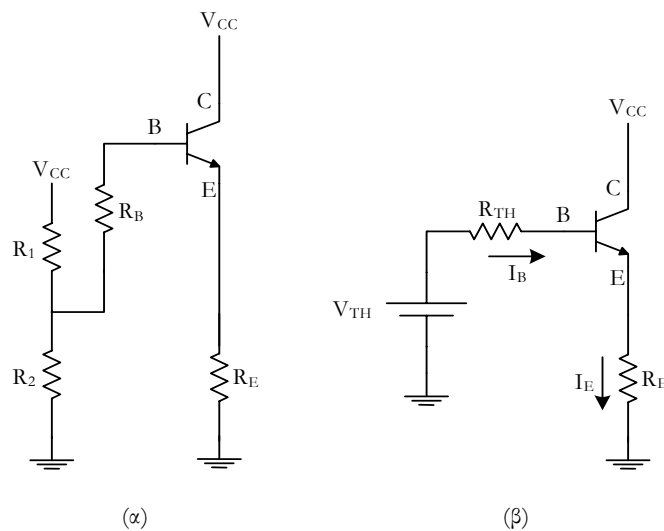 V_CC
C
B
V_CC
E
R_B
R_1
R_2
R_E
(α)
V_CC
C
R_TH
B
I_B
E
V_TH
I_E
R_E
(β)